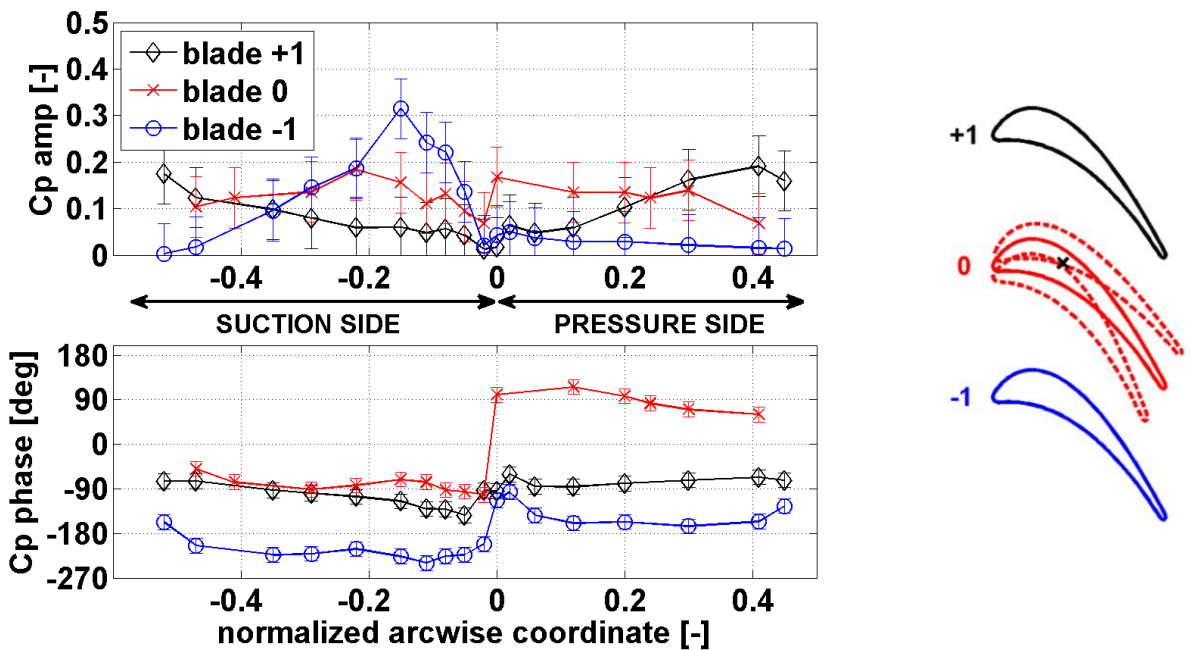 0.5
0.4
0.3
0.2
0.1
0
Cp amp [-]
blade +1
blade 0
blade -1
-0.4 -0.2 0 0.2 0.4
SUCTION SIDE PRESSURE SIDE
180
90
0
-90
-180
-270
Cp phase [deg]
-0.4 -0.2 0 0.2 0.4
normalized arcwise coordinate [-]
+1
0
-1